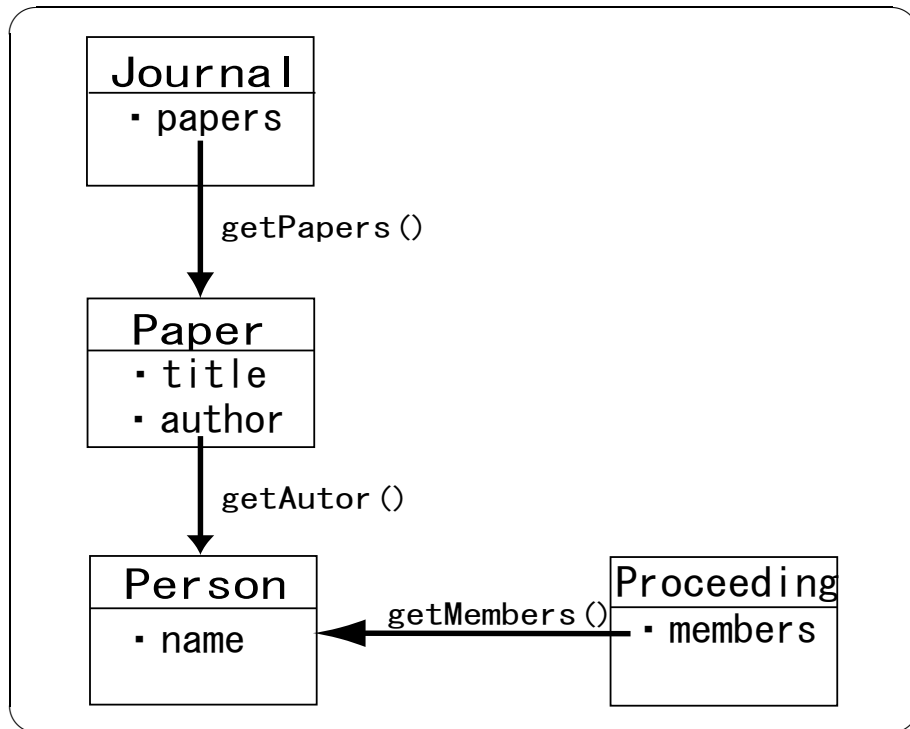 Journal
・papers
getPapers()
Paper
・title
・author
getAutor()
Person
・name
getMembers()
Proceeding
・members